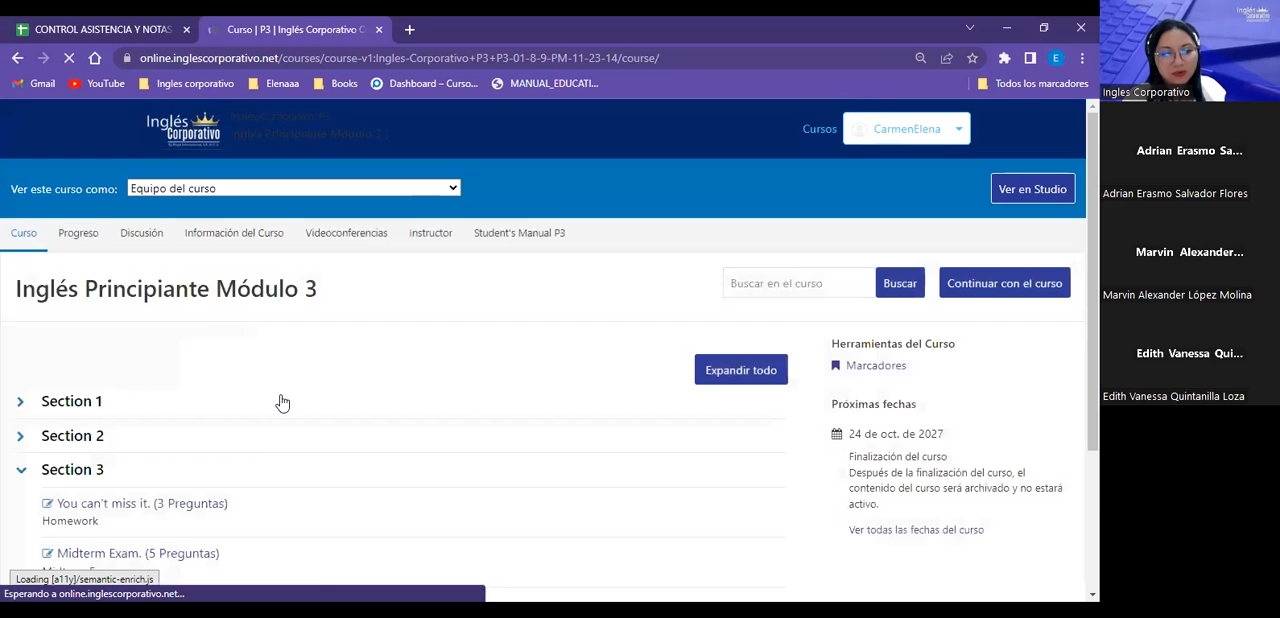 CONTROL ASISTENCIA Y NOTAS
Curso | P3 | Inglés Corporativo C
online.inglescorporativo.net/courses/course-v1:Ingles-Corporativo+P3+P3-01-8-9-PM-11-23-14/course/
E
Gmail
YouTube
Ingles corporativo
Elenaaa
Books
Dashboard – Curso...
MANUAL_EDUCATI...
Todos los marcadores
Inglés
Corporativo
Inglés Principiante Módulo 3
Cursos
CarmenElena
Ver este curso como:
Equipo del curso
Ver en Studio
Curso
Progreso
Discusión
Información del Curso
Videoconferencias
Instructor
Student's Manual P3
Inglés Principiante Módulo 3
Buscar en el curso
Buscar
Continuar con el curso
Expandir todo
Section 1
Section 2
Section 3
You can't miss it. (3 Preguntas)
Homework
Midterm Exam. (5 Preguntas)
Herramientas del Curso
Marcadores
Próximas fechas
24 de oct. de 2027
Finalización del curso
Después de la finalización del curso, el
contenido del curso será archivado y no estará
activo.
Ver todas las fechas del curso
Loading [a11y]/semantic-enrich.js
Esperando a online.inglescorporativo.net...
Ingles Corporativo
Adrian Erasmo Sa...
Adrian Erasmo Salvador Flores
Marvin Alexander...
Marvin Alexander López Molina
Edith Vanessa Qui...
Edith Vanessa Quintanilla Loza